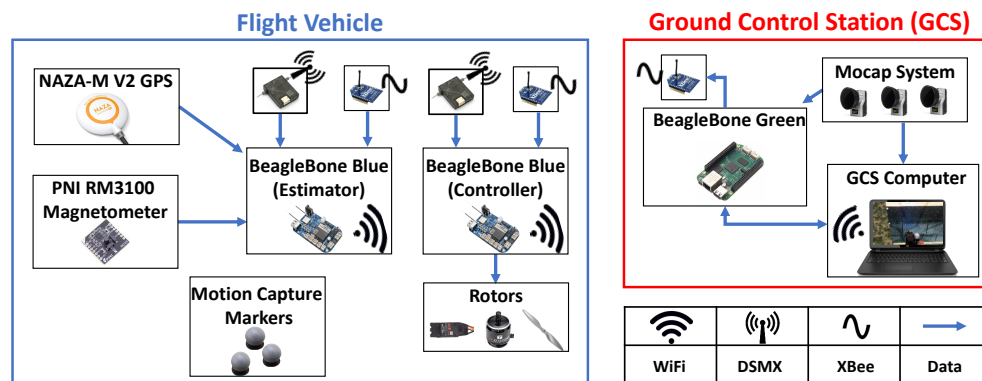 Flight Vehicle
NAZA-M V2 GPS
NAZA
PNI RM3100
Magnetometer
BeagleBone Blue
(Estimator)
BeagleBone Blue
(Controller)
Motion Capture
Markers
Rotors
Ground Control Station (GCS)
Mocap System
BeagleBone Green
GCS Computer
WiFi
DSMX
XBee
Data